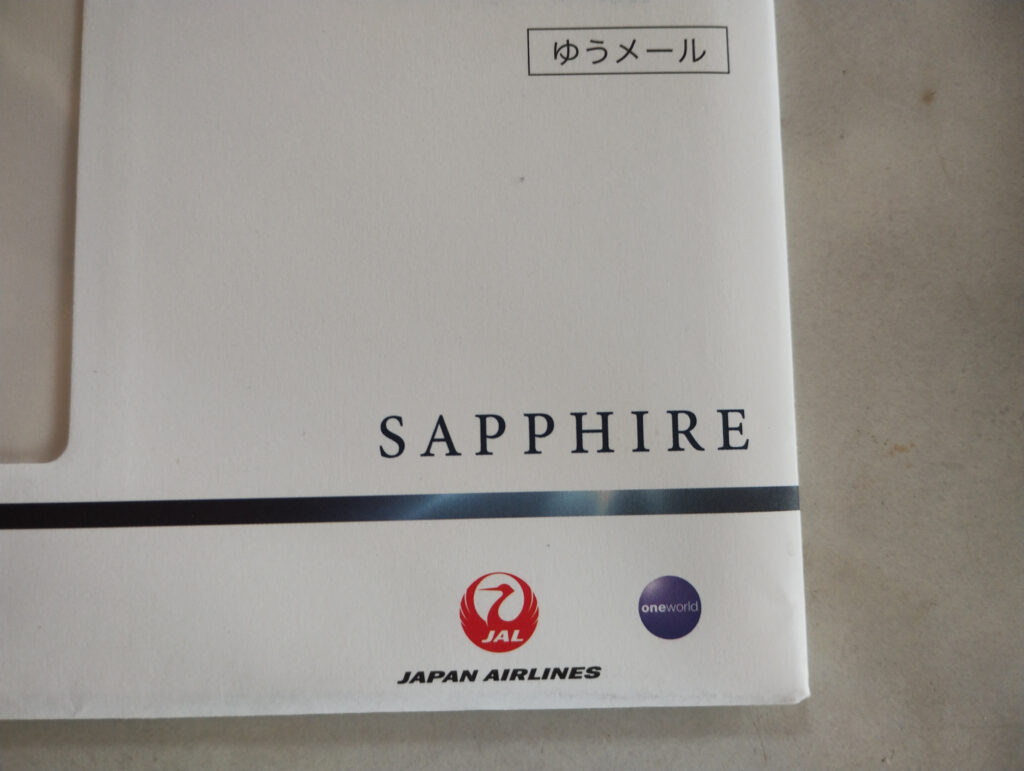 ゆうメール
SAPPHIRE
JAL
oneworld
JAPAN AIRLINES